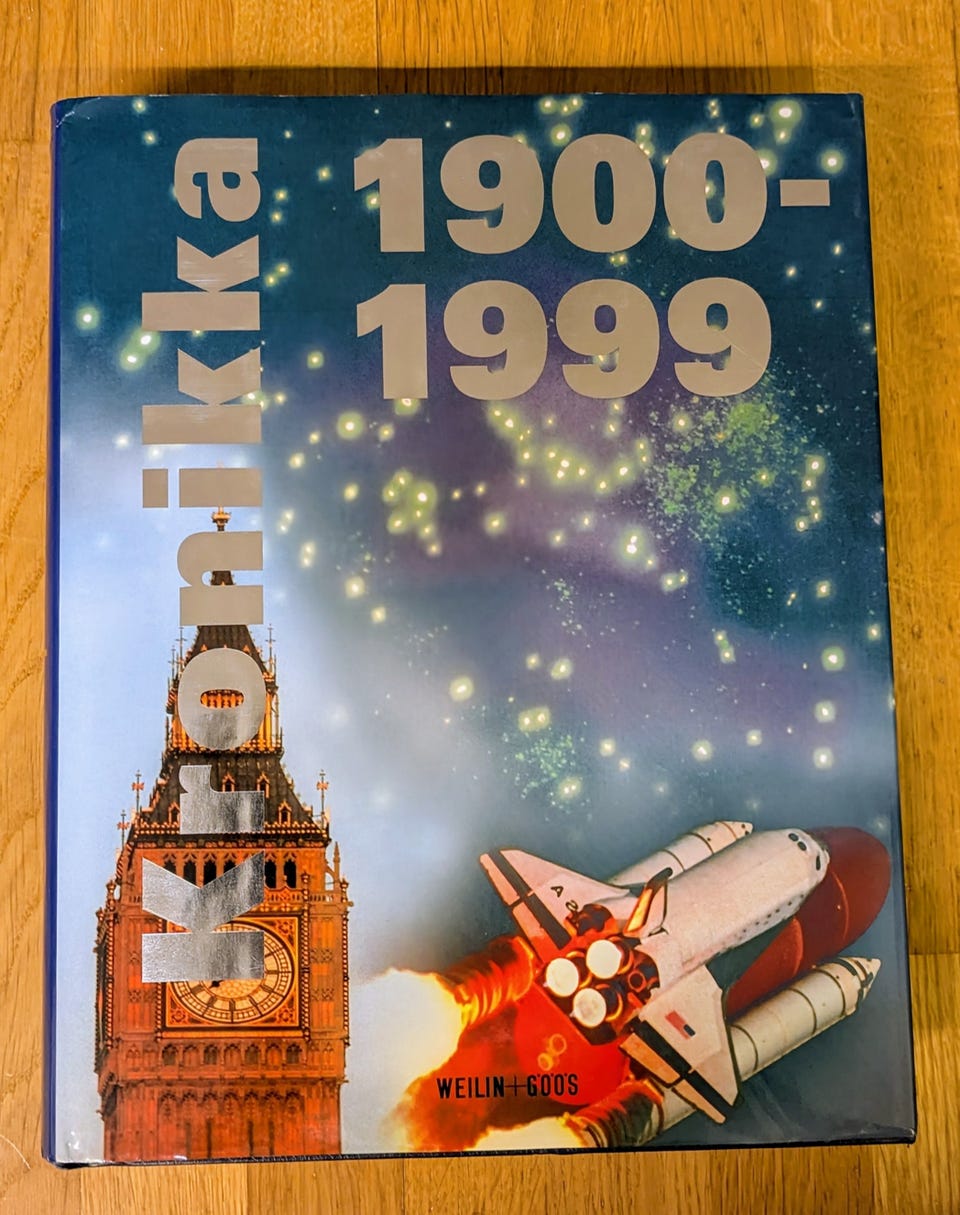 Kronikka
1900-
1999
WEILIN+GÖÖS